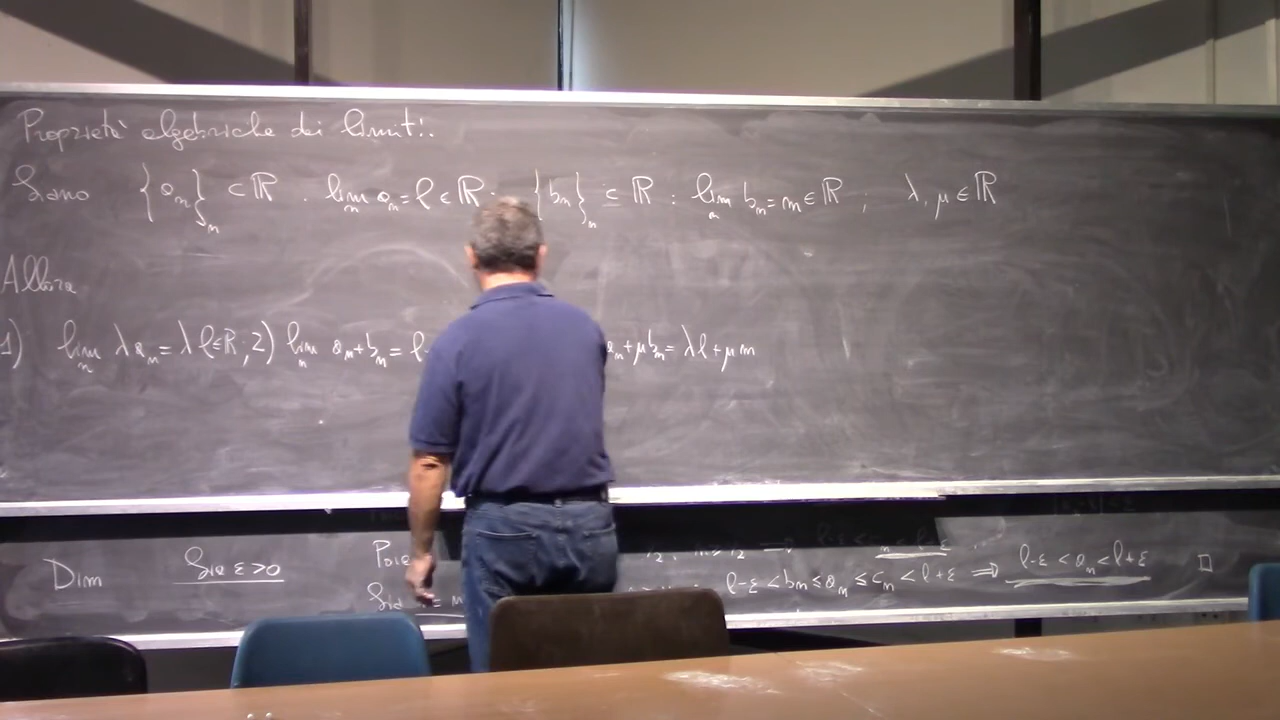 Proprietà algebriche dei limiti.
Siano {aₙ}ₙ ⊂ ℝ : limₙ aₙ = l ∈ ℝ ; {bₙ}ₙ ⊆ ℝ : limₙ bₙ = m ∈ ℝ ; λ, μ ∈ ℝ
Allora
1) limₙ λaₙ = λl ∈ ℝ ; 2) limₙ aₙ + bₙ = l aₙ + μbₙ = λl + μm
Dim Sia ε>0
l-ε < bₙ ≤ aₙ ≤ cₙ < l+ε ⟹ l-ε < aₙ < l+ε □